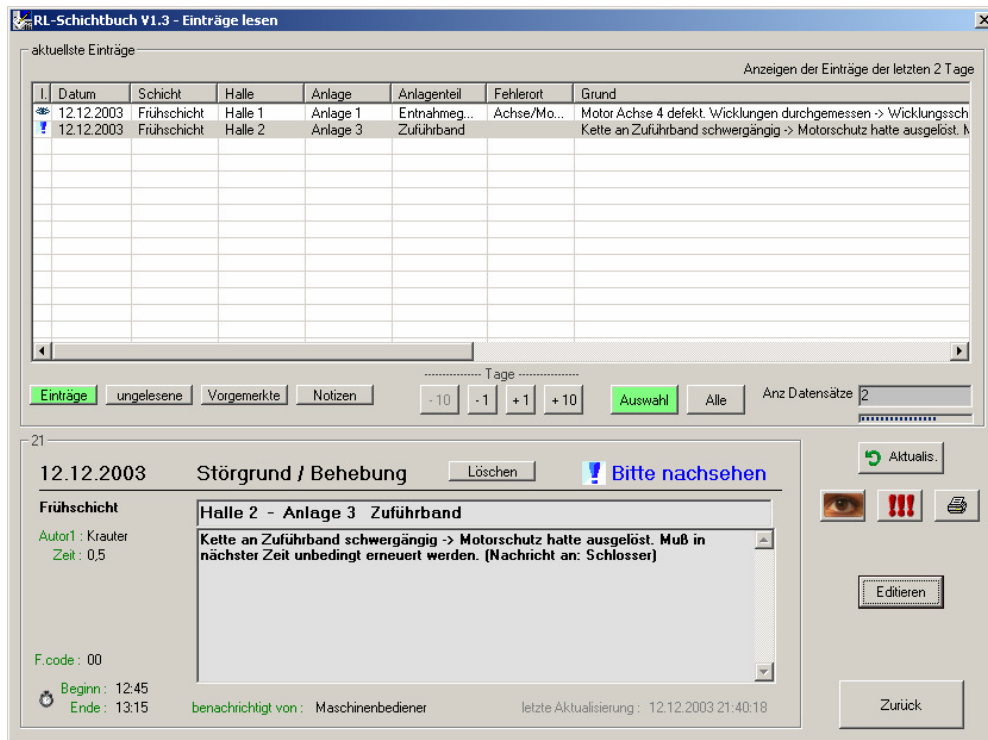 RL-Schichtbuch V1.3 - Einträge lesen
aktuellste Einträge
Anzeigen der Einträge der letzten 2 Tage
I. Datum Schicht Halle Anlage Anlagenteil Fehlerort Grund
12.12.2003 Frühschicht Halle 1 Anlage 1 Entnahmeg... Achse/Mo... Motor Achse 4 defekt. Wicklungen durchgemessen -> Wicklungssch
12.12.2003 Frühschicht Halle 2 Anlage 3 Zuführband Kette an Zuführband schwergängig -> Motorschutz hatte ausgelöst. M
--------------- Tage ---------------
Einträge ungelesene Vorgemerkte Notizen - 10 - 1 + 1 + 10 Auswahl Alle Anz Datensätze 2
21
12.12.2003 Störgrund / Behebung Löschen Bitte nachsehen
Aktualis.
Frühschicht
Halle 2 - Anlage 3 Zuführband
Autor1 : Krauter
Zeit : 0,5
Kette an Zuführband schwergängig -> Motorschutz hatte ausgelöst. Muß in
nächster Zeit unbedingt erneuert werden. (Nachricht an: Schlosser)
Editieren
F.code : 00
Beginn : 12:45
Ende : 13:15
benachrichtigt von : Maschinenbediener
letzte Aktualisierung : 12.12.2003 21:40:18
Zurück